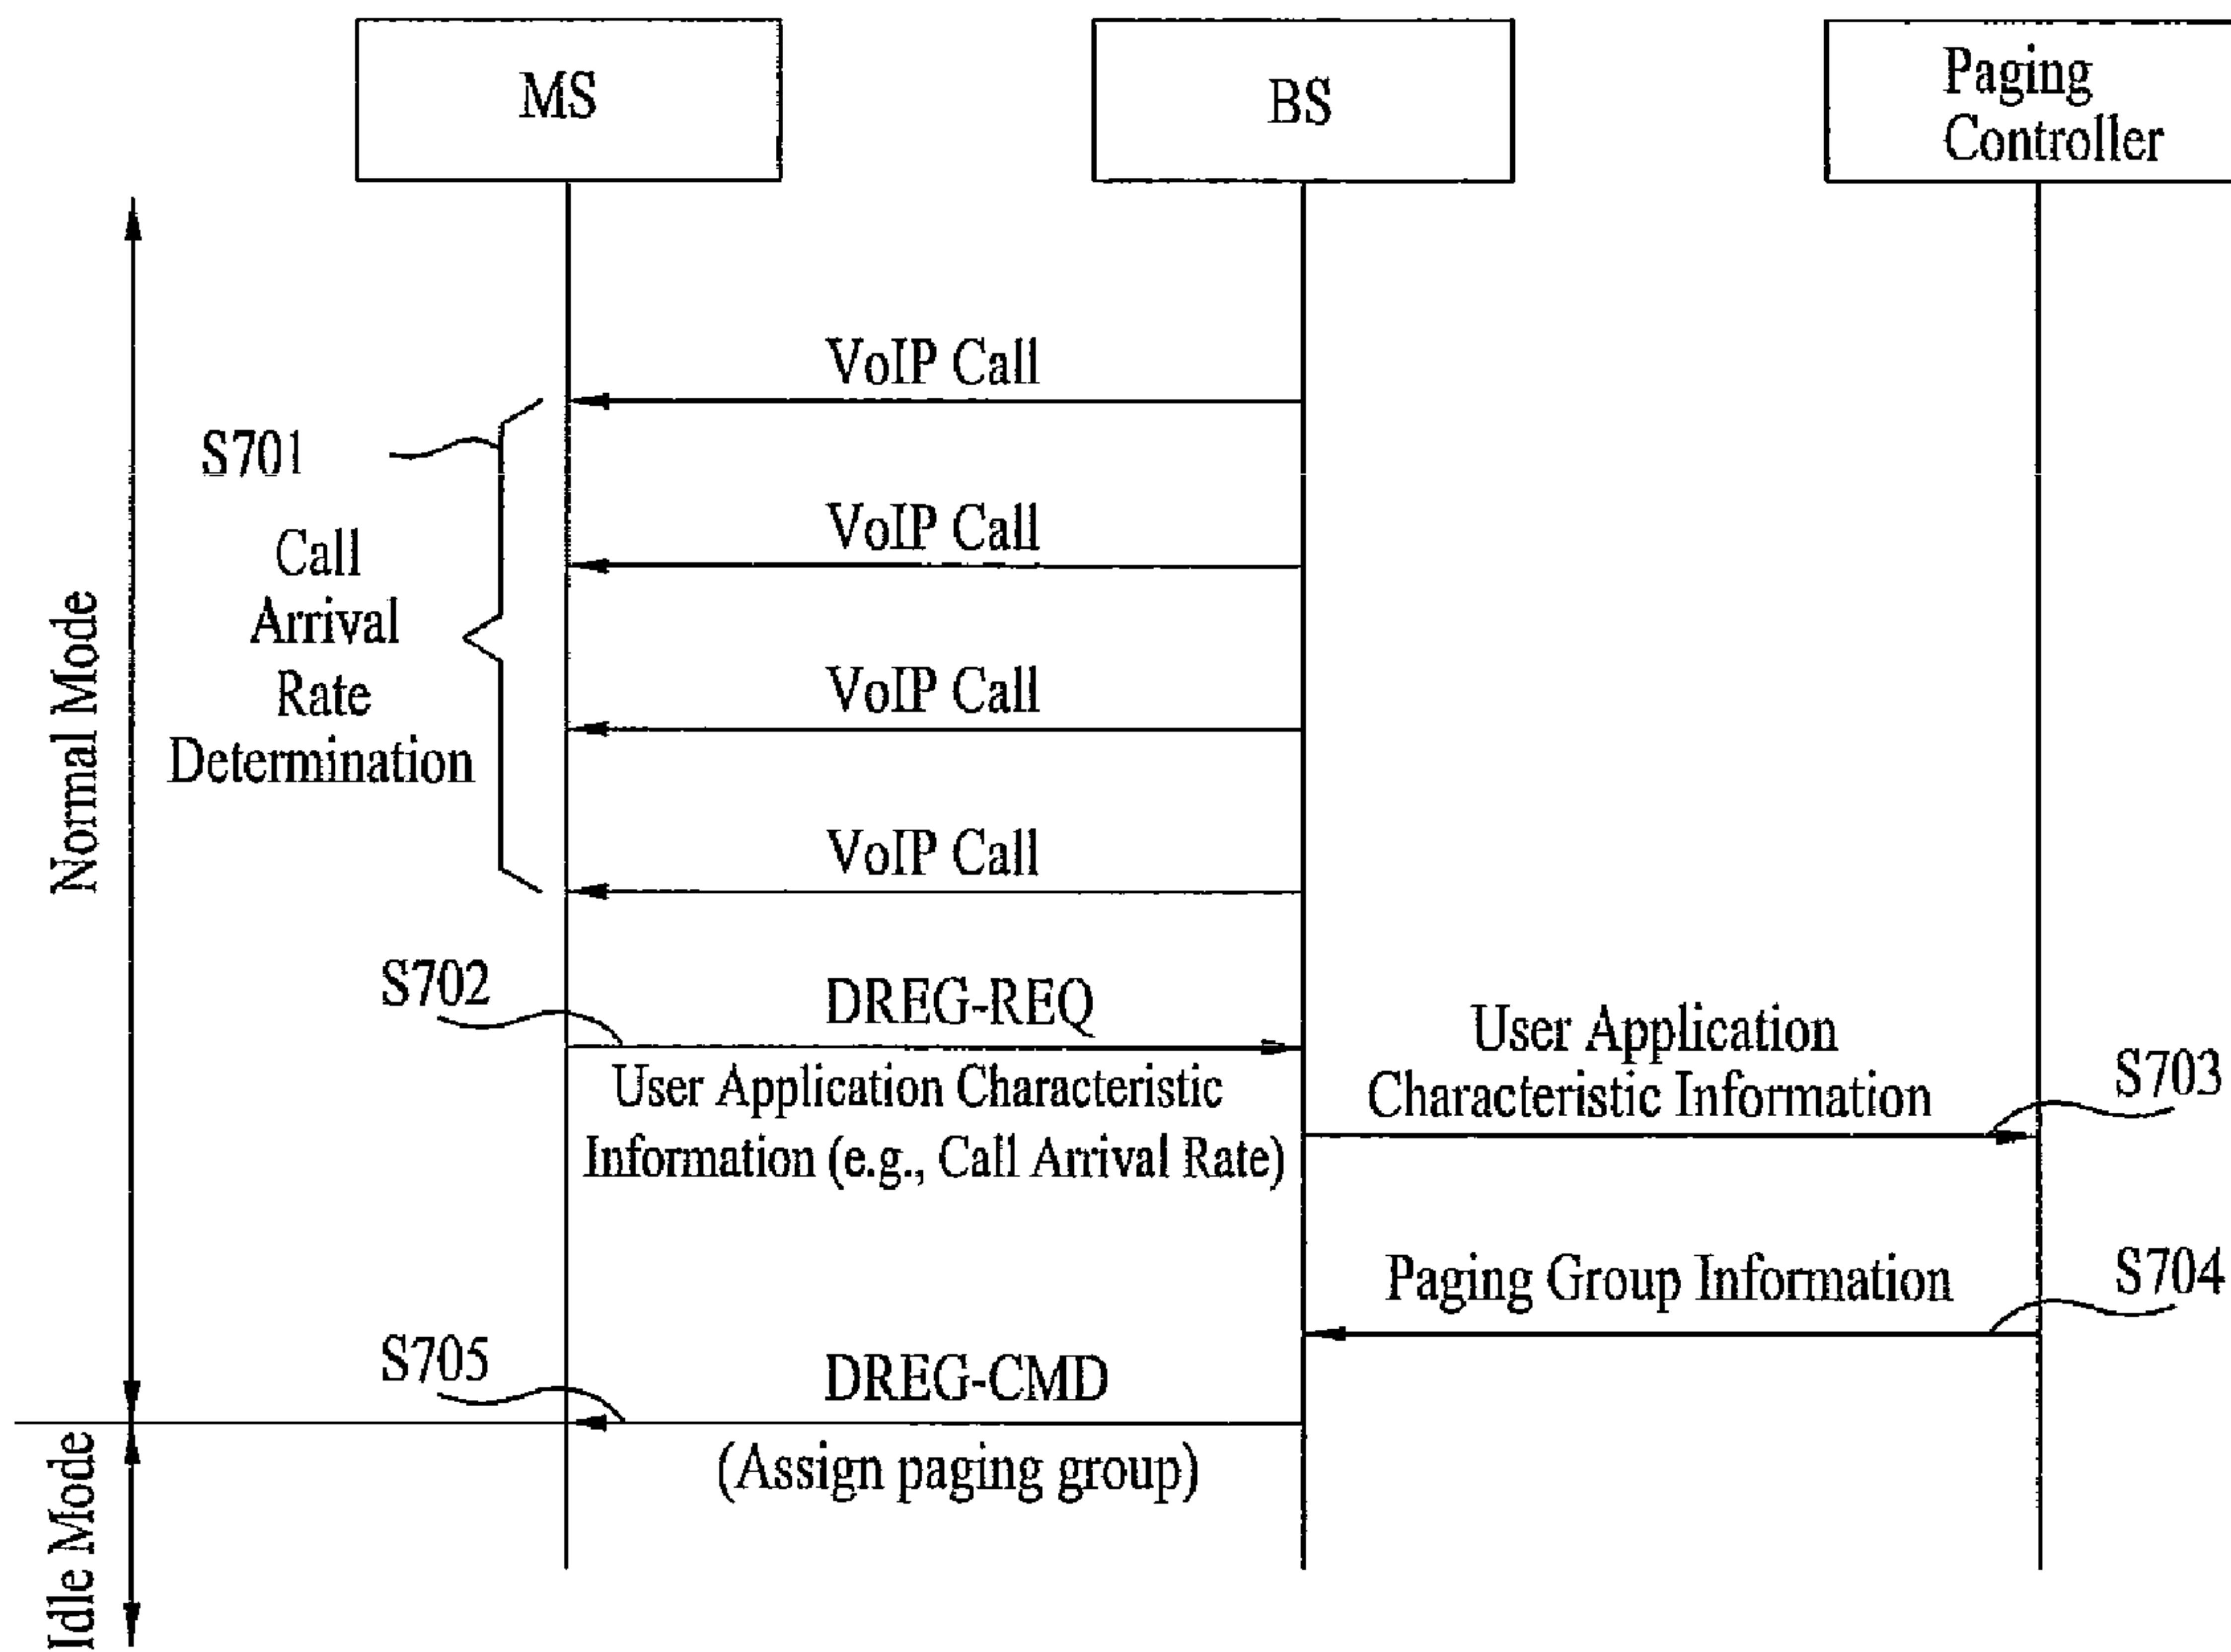 MS
BS
Paging
Controller
VoIP Call
S701
Call
Arrival
Rate
Determination
VoIP Call
VoIP Call
VoIP Call
Normal Mode
S702
DREG-REQ
User Application Characteristic
Information (e.g., Call Arrival Rate)
User Application
Characteristic Information
S703
Paging Group Information
S704
S705
DREG-CMD
(Assign paging group)
Idle Mode